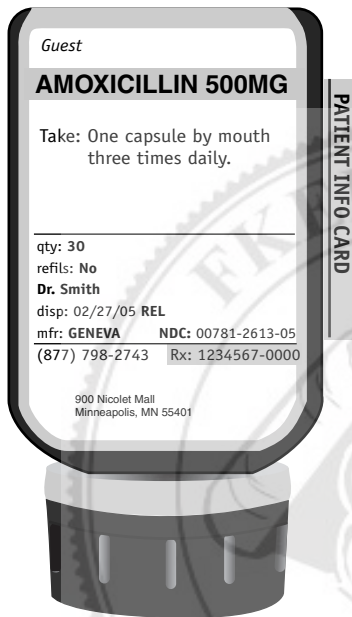 Guest
AMOXICILLIN 500MG
Take: One capsule by mouth
three times daily.
qty: 30
refils: No
Dr. Smith
disp: 02/27/05 REL
mfr: GENEVA NDC: 00781-2613-05
(877) 798-2743 Rx: 1234567-0000
900 Nicolet Mall
Minneapolis, MN 55401
PATIENT INFO CARD